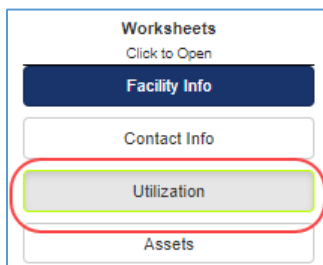 Worksheets
Click to Open
Facility Info
Contact Info
Utilization
Assets